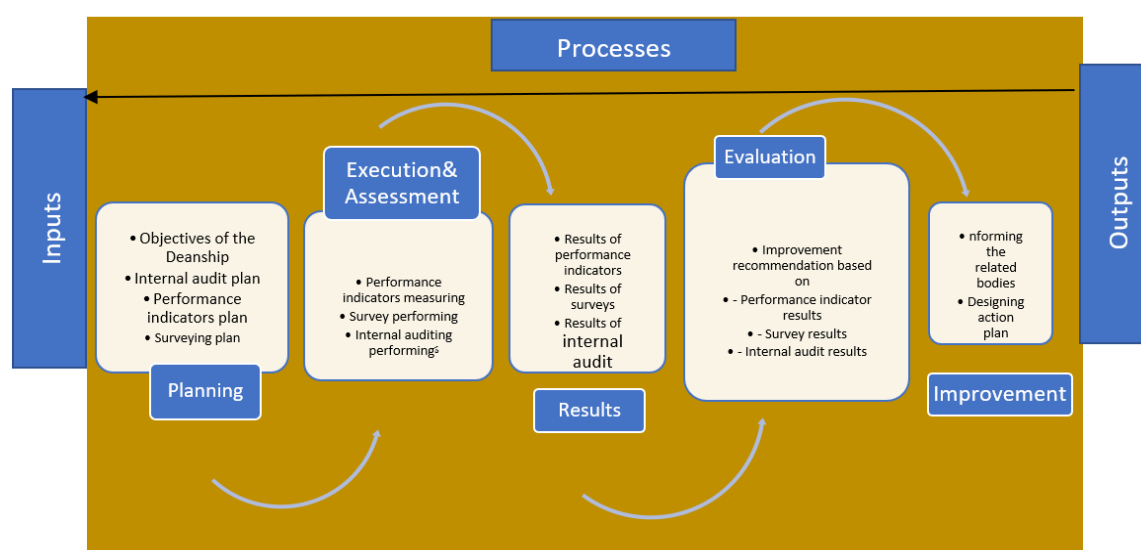 Processes
Inputs
• Objectives of the
Deanship
• Internal audit plan
• Performance
indicators plan
• Surveying plan
Planning
Execution&
Assessment
• Performance
indicators measuring
• Survey performing
• Internal auditing
performings
• Results of
performance
indicators
• Results of
surveys
• Results of
internal
audit
Results
Evaluation
• Improvement
recommendation based
on
• - Performance indicator
results
• - Survey results
• - Internal audit results
• nforming
the
related
bodies
• Designing
action
plan
Improvement
Outputs